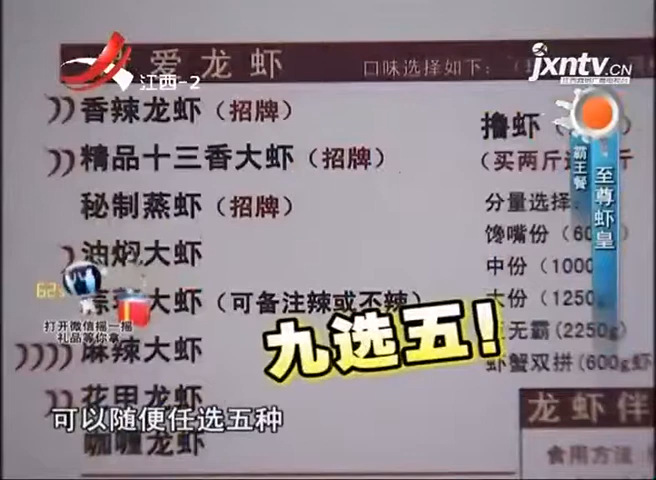 爱龙虾
口味选择如下:
江西-2
jxntv.CN
香辣龙虾（招牌）
精品十三香大虾（招牌）
秘制蒸虾（招牌）
油焖大虾
大虾（可备注辣或不辣）
麻辣大虾
花甲龙虾
咖喱龙虾
撸虾
（买两斤
分量选择:
馋嘴份
中份（1000
大份（1250g
无霸（2250g）
虾蟹双拼（600g虾
龙虾伴
食用方法
霸王餐
至尊虾皇
打开微信摇一摇
礼品等你拿
九选五!
可以随便任选五种